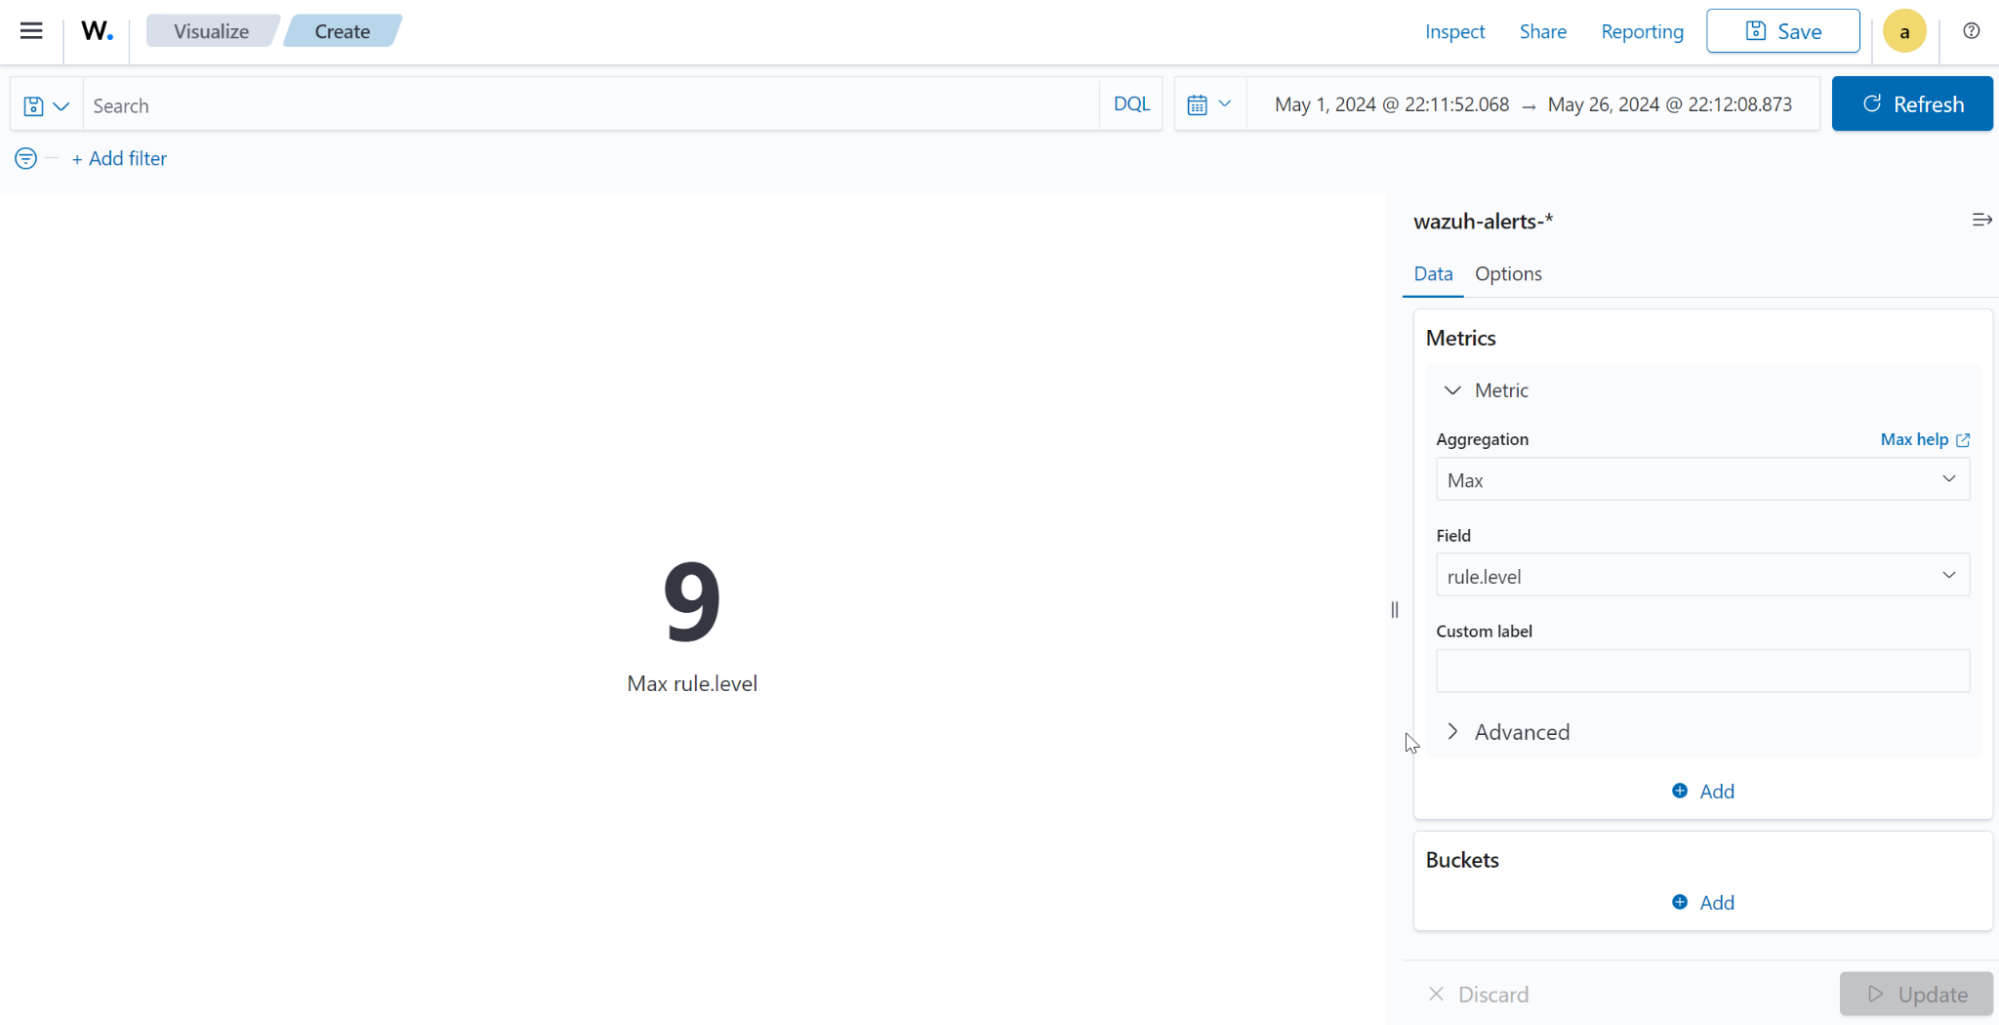 W.
Visualize
Create
Inspect
Share
Reporting
Save
a
Search
DQL
May 1, 2024 @ 22:11:52.068 → May 26, 2024 @ 22:12:08.873
Refresh
+ Add filter
wazuh-alerts-*
Data
Options
Metrics
Metric
Aggregation
Max help
Max
Field
rule.level
Custom label
9
Max rule.level
Advanced
Add
Buckets
Add
Discard
Update